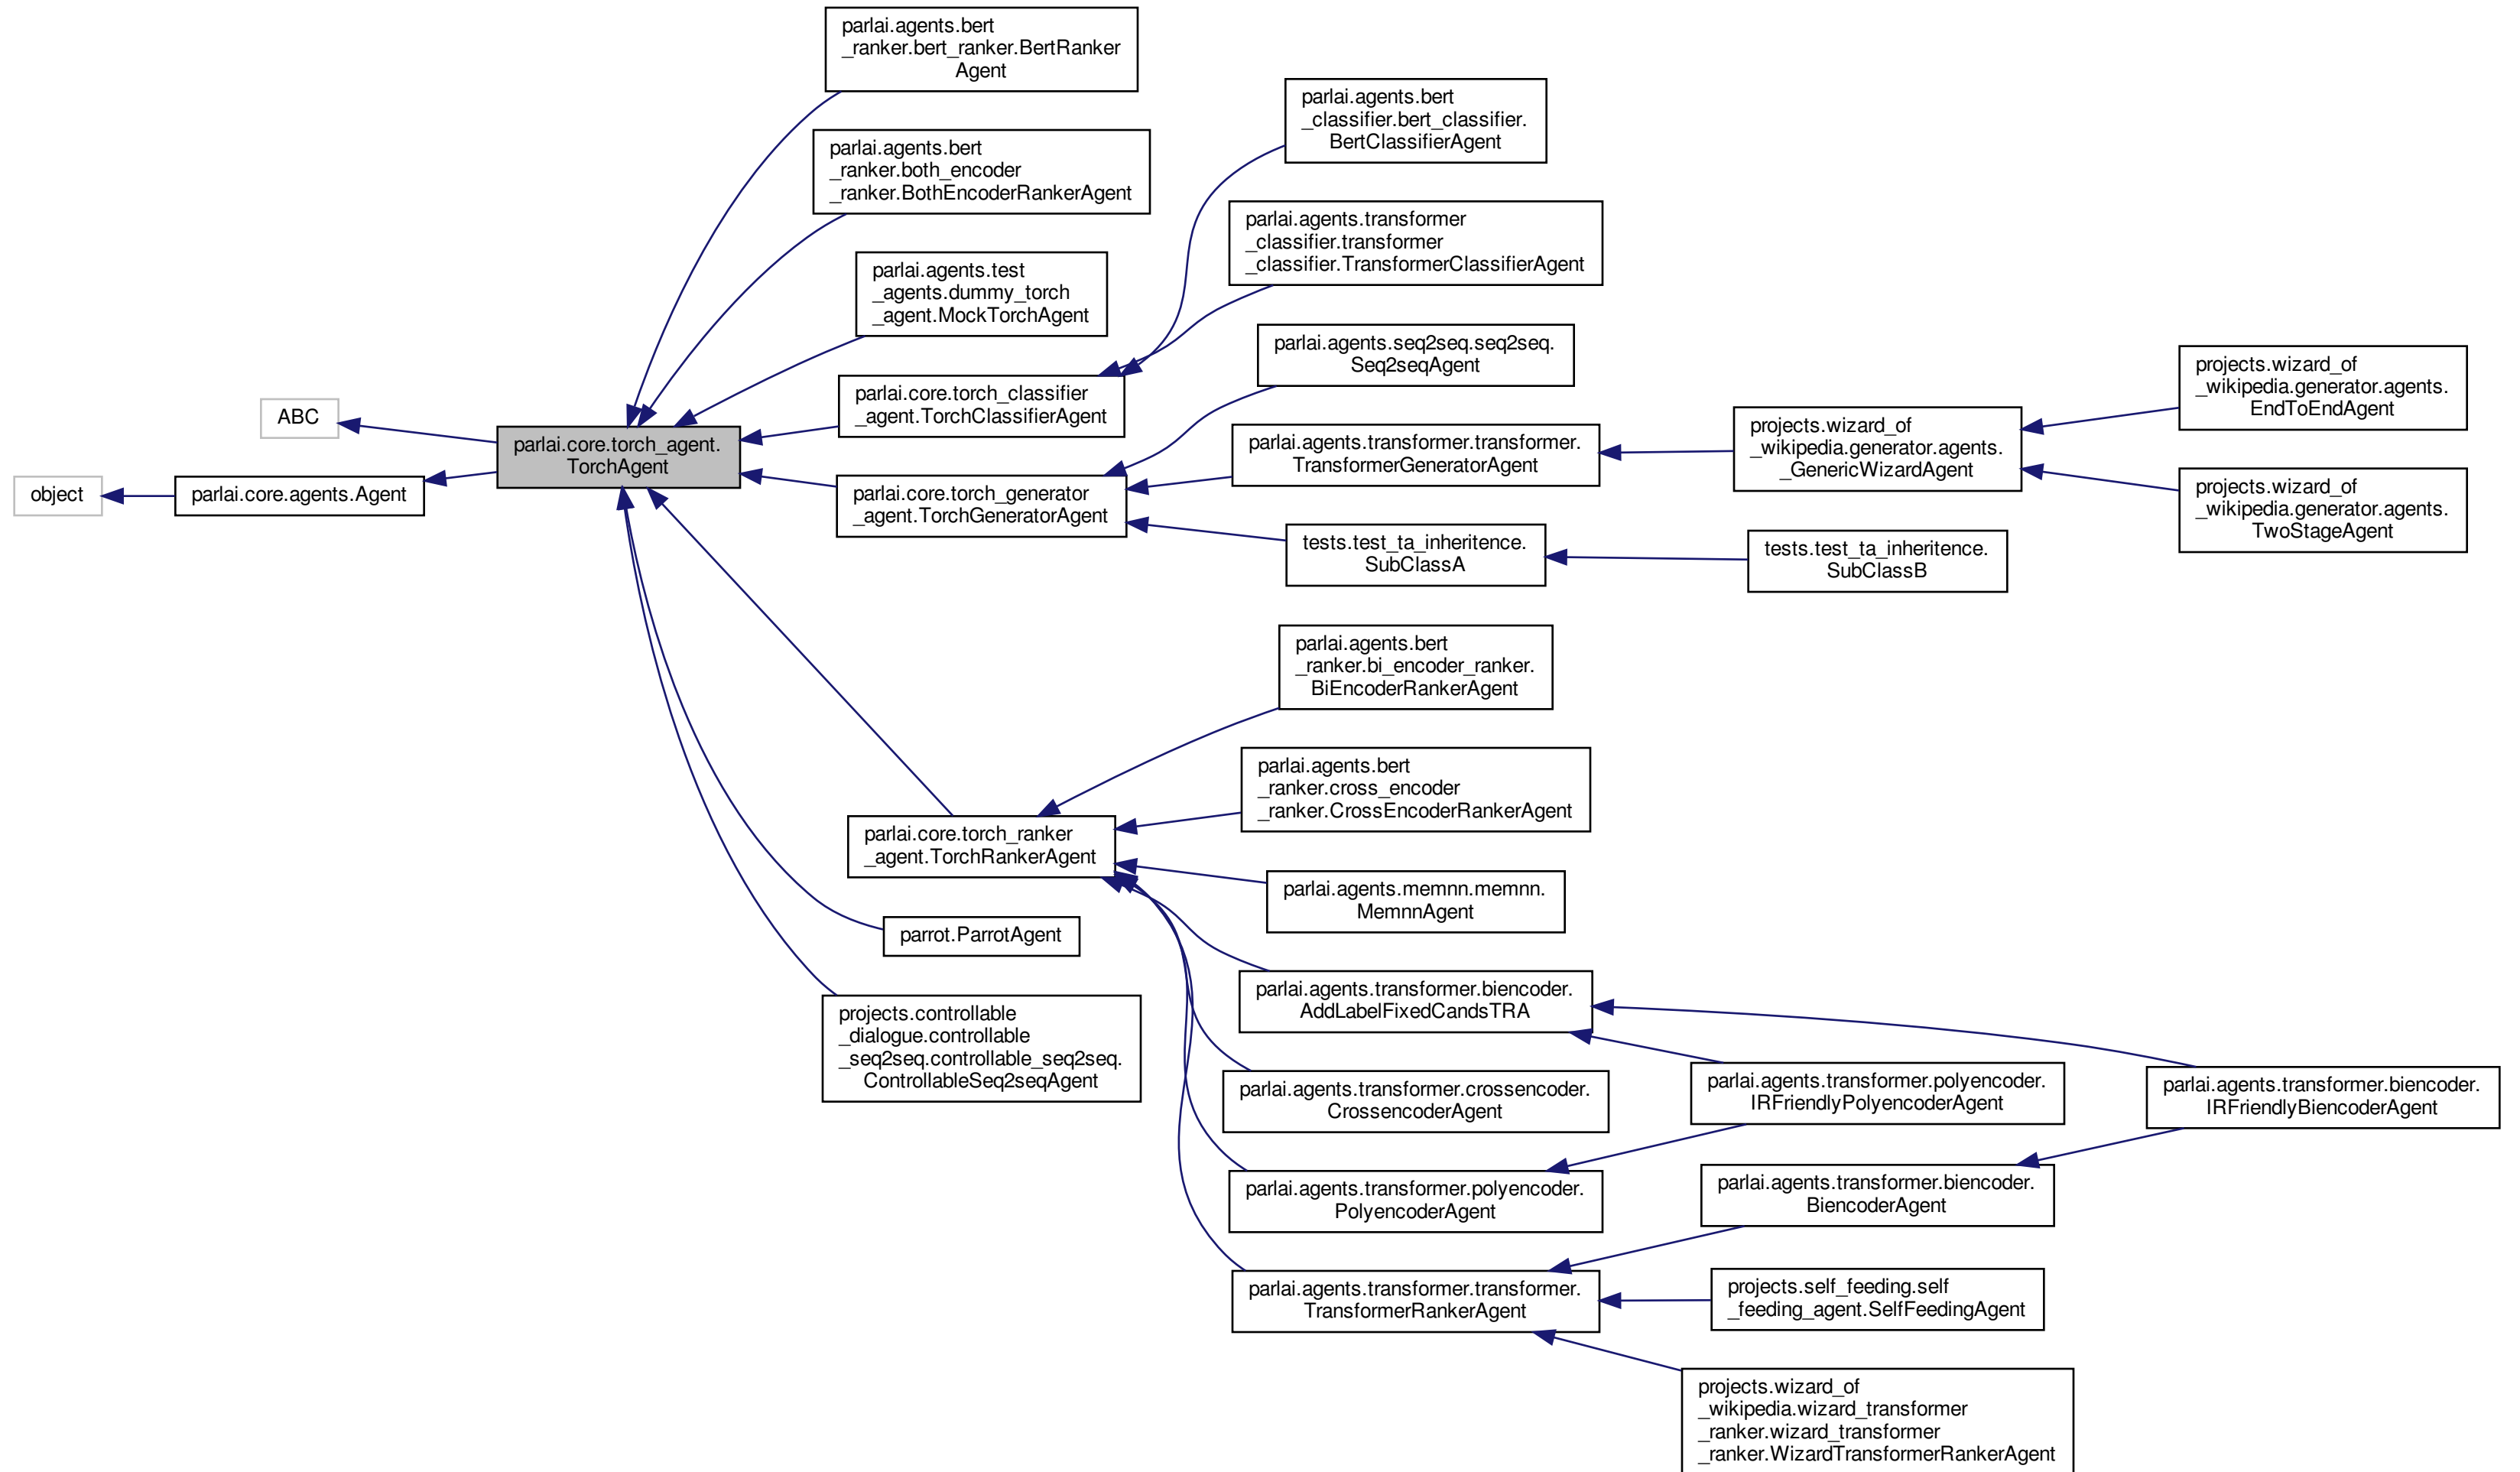 parlai.agents.bert
_ranker.bert_ranker.BertRanker
Agent
parlai.agents.bert
_ranker.both_encoder
_ranker.BothEncoderRankerAgent
parlai.agents.test
_agents.dummy_torch
_agent.MockTorchAgent
ABC
object
parlai.core.agents.Agent
parlai.core.torch_agent.
TorchAgent
parlai.core.torch_classifier
_agent.TorchClassifierAgent
parlai.core.torch_generator
_agent.TorchGeneratorAgent
parlai.core.torch_ranker
_agent.TorchRankerAgent
parrot.ParrotAgent
projects.controllable
_dialogue.controllable
_seq2seq.controllable_seq2seq.
ControllableSeq2seqAgent
parlai.agents.bert
_classifier.bert_classifier.
BertClassifierAgent
parlai.agents.transformer
_classifier.transformer
_classifier.TransformerClassifierAgent
parlai.agents.seq2seq.seq2seq.
Seq2seqAgent
parlai.agents.transformer.transformer.
TransformerGeneratorAgent
tests.test_ta_inheritence.
SubClassA
parlai.agents.bert
_ranker.bi_encoder_ranker.
BiEncoderRankerAgent
parlai.agents.bert
_ranker.cross_encoder
_ranker.CrossEncoderRankerAgent
parlai.agents.memnn.memnn.
MemnnAgent
parlai.agents.transformer.biencoder.
AddLabelFixedCandsTRA
parlai.agents.transformer.crossencoder.
CrossencoderAgent
parlai.agents.transformer.polyencoder.
PolyencoderAgent
parlai.agents.transformer.transformer.
TransformerRankerAgent
projects.wizard_of
_wikipedia.generator.agents.
_GenericWizardAgent
tests.test_ta_inheritence.
SubClassB
parlai.agents.transformer.polyencoder.
IRFriendlyPolyencoderAgent
parlai.agents.transformer.biencoder.
BiencoderAgent
projects.self_feeding.self
_feeding_agent.SelfFeedingAgent
projects.wizard_of
_wikipedia.wizard_transformer
_ranker.wizard_transformer
_ranker.WizardTransformerRankerAgent
projects.wizard_of
_wikipedia.generator.agents.
EndToEndAgent
projects.wizard_of
_wikipedia.generator.agents.
TwoStageAgent
parlai.agents.transformer.biencoder.
IRFriendlyBiencoderAgent